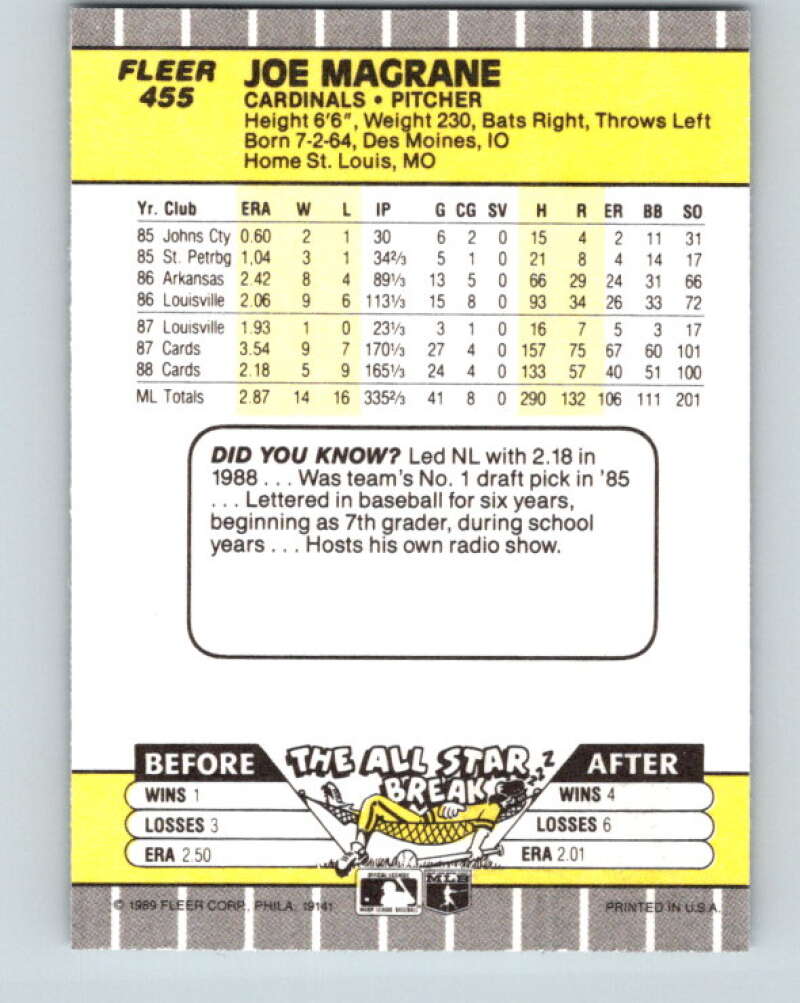 FLEER
455
JOE MAGRANE
CARDINALS • PITCHER
Height 6'6", Weight 230, Bats Right, Throws Left
Born 7-2-64, Des Moines, IO
Home St. Louis, MO
Yr. Club ERA W L IP G CG SV H R ER BB SO
85 Johns Cty 0.60 2 1 30 6 2 0 15 4 2 11 31
85 St. Petrbg 1.04 3 1 34⅔ 5 1 0 21 8 4 14 17
86 Arkansas 2.42 8 4 89⅓ 13 5 0 66 29 24 31 66
86 Louisville 2.06 9 6 113⅓ 15 8 0 93 34 26 33 72
87 Louisville 1.93 1 0 23⅓ 3 1 0 16 7 5 3 17
87 Cards 3.54 9 7 170⅓ 27 4 0 157 75 67 60 101
88 Cards 2.18 5 9 165⅓ 24 4 0 133 57 40 51 100
ML Totals 2.87 14 16 335⅔ 41 8 0 290 132 106 111 201
DID YOU KNOW? Led NL with 2.18 in
1988 . . . Was team's No. 1 draft pick in '85
. . . Lettered in baseball for six years,
beginning as 7th grader, during school
years . . . Hosts his own radio show.
BEFORE THE ALL STAR BREAK AFTER
ZZZZ
WINS 1 WINS 4
LOSSES 3 LOSSES 6
ERA 2.50 ERA 2.01
MLB
© 1989 FLEER CORP., PHILA. 19141 PRINTED IN U.S.A.